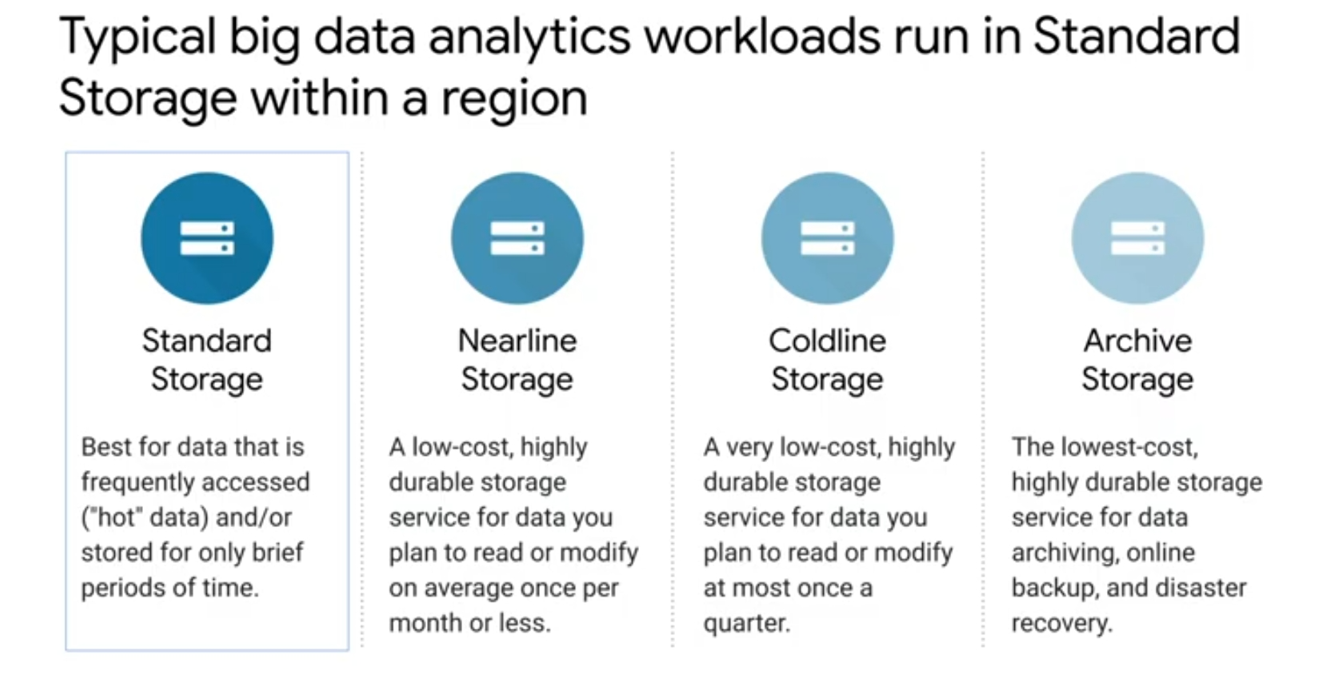 Typical big data analytics workloads run in Standard
Storage within a region
Standard
Storage
Best for data that is
frequently accessed
("hot" data) and/or
stored for only brief
periods of time.
Nearline
Storage
A low-cost, highly
durable storage
service for data you
plan to read or modify
on average once per
month or less.
Coldline
Storage
A very low-cost, highly
durable storage
service for data you
plan to read or modify
at most once a
quarter.
Archive
Storage
The lowest-cost,
highly durable storage
service for data
archiving, online
backup, and disaster
recovery.